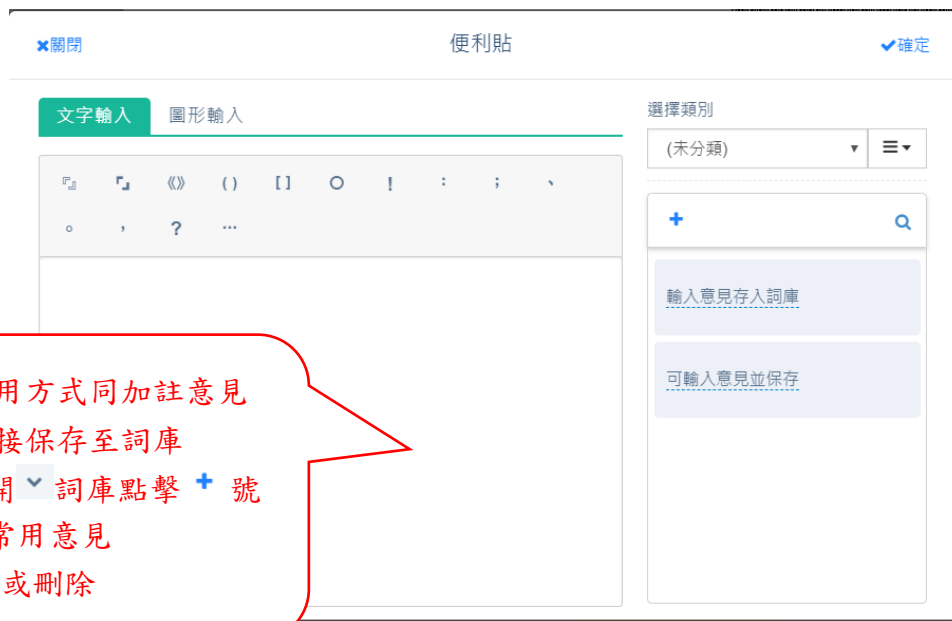 關閉
便利貼
確定
文字輸入
圖形輸入
選擇類別
(未分類)
『』 「」 《》 ( ) [ ] ○ ! : ; 、
。 , ? …
輸入意見存入詞庫
可輸入意見並保存
用方式同加註意見
接保存至詞庫
開 詞庫點擊 + 號
常用意見
或刪除